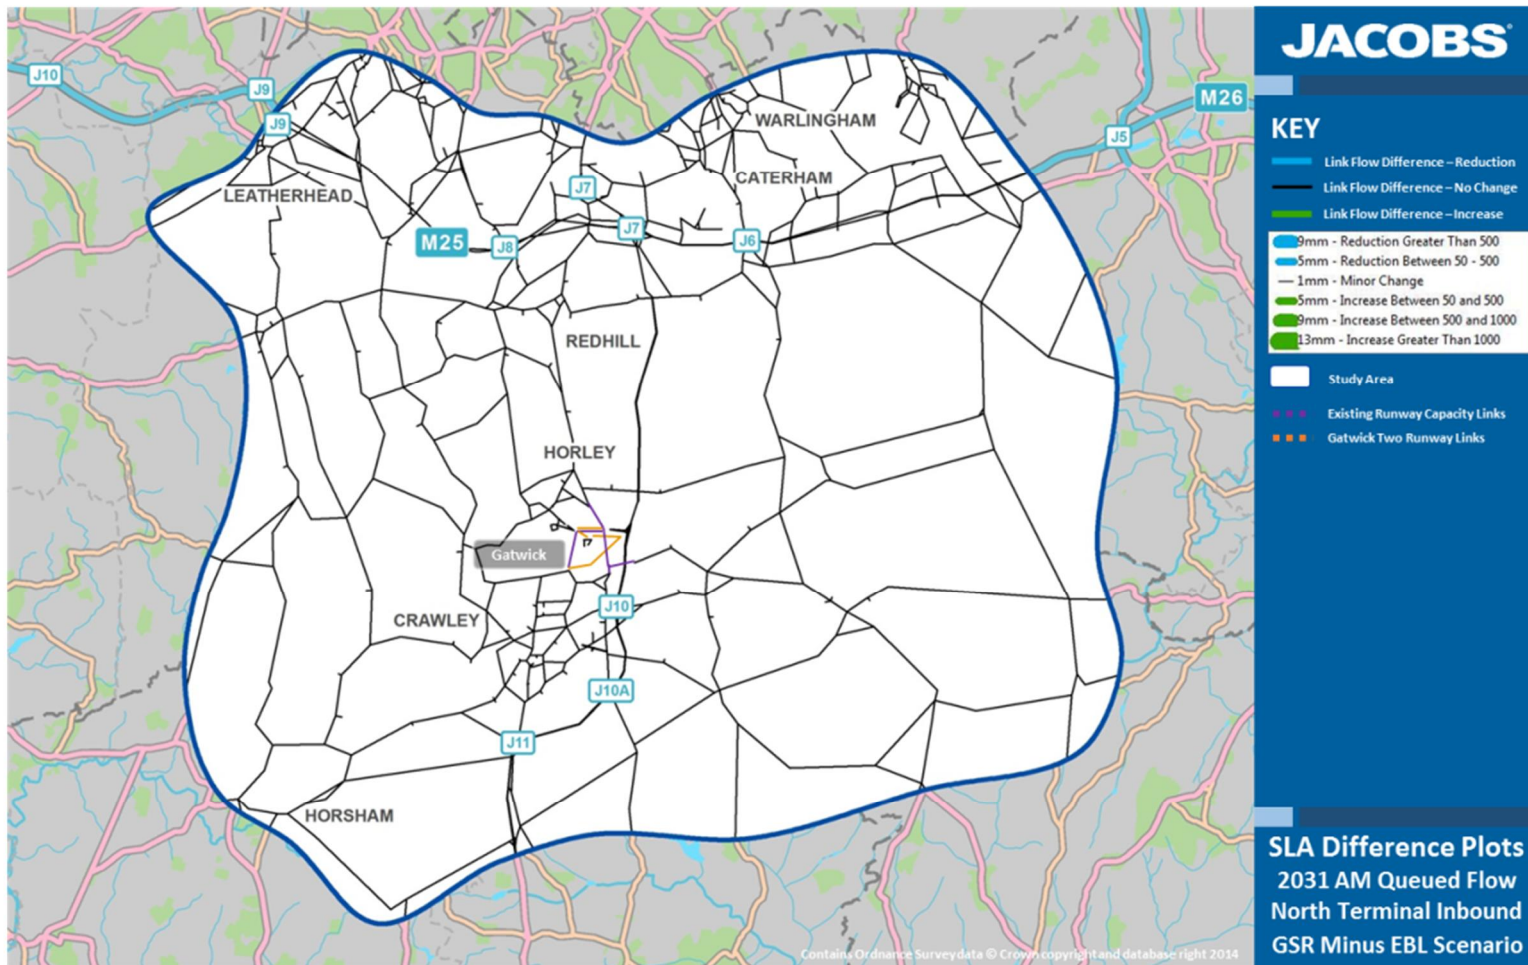 J10
J9
J9
LEATHERHEAD
M25
J8
J7
J7
J6
WARLINGHAM
CATERHAM
J5
M26
REDHILL
HORLEY
Gatwick
CRAWLEY
J10
J10A
J11
HORSHAM
Contains Ordnance Survey data © Crown copyright and database right 2014
JACOBS
KEY
Link Flow Difference – Reduction
Link Flow Difference – No Change
Link Flow Difference – Increase
9mm - Reduction Greater Than 500
5mm - Reduction Between 50 - 500
1mm - Minor Change
5mm - Increase Between 50 and 500
9mm - Increase Between 500 and 1000
13mm - Increase Greater Than 1000
Study Area
Existing Runway Capacity Links
Gatwick Two Runway Links
SLA Difference Plots
2031 AM Queued Flow
North Terminal Inbound
GSR Minus EBL Scenario